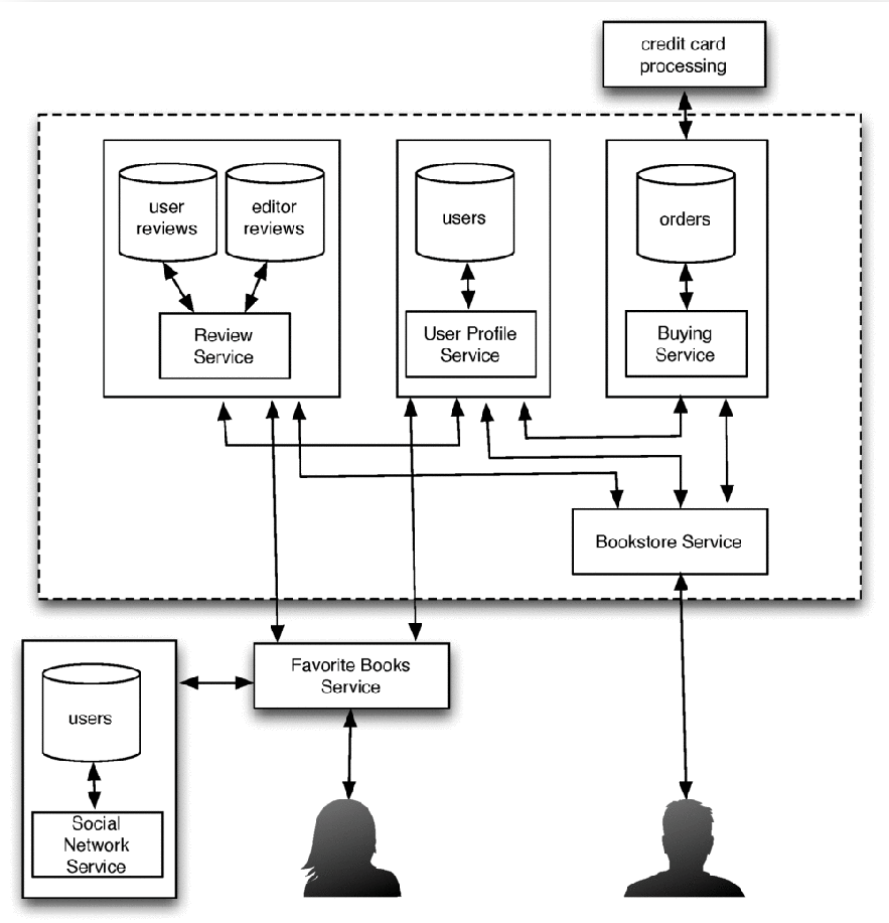 credit card
processing
user
reviews
editor
reviews
Review
Service
users
User Profile
Service
orders
Buying
Service
Bookstore Service
Favorite Books
Service
users
Social
Network
Service